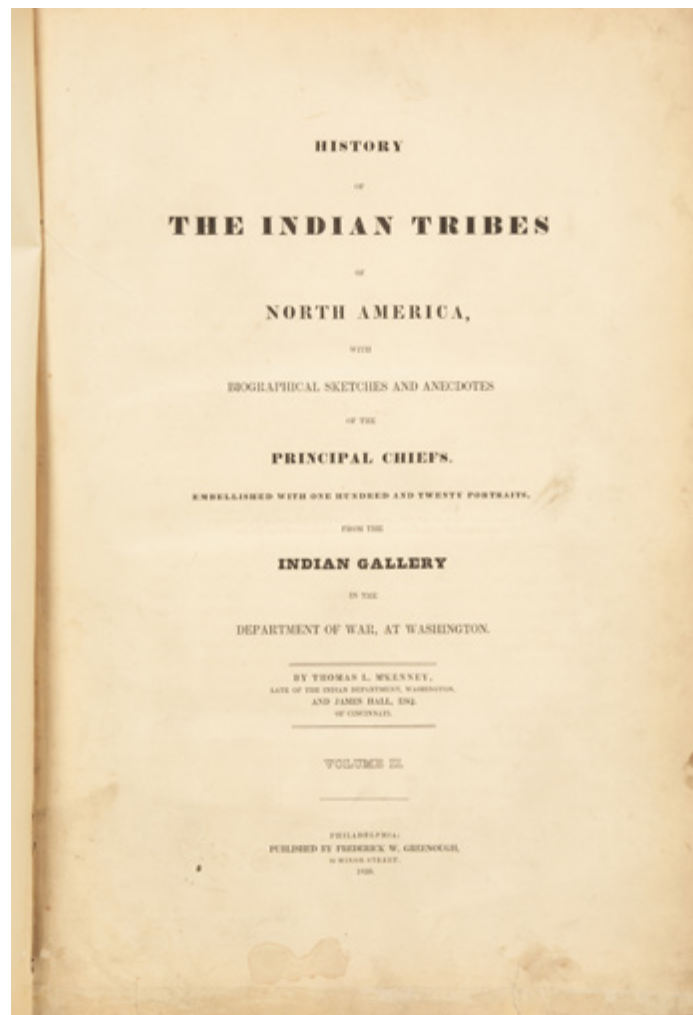 HISTORY
OF
THE INDIAN TRIBES
OF
NORTH AMERICA,
WITH
BIOGRAPHICAL SKETCHES AND ANECDOTES
OF THE
PRINCIPAL CHIEFS.
EMBELLISHED WITH ONE HUNDRED AND TWENTY PORTRAITS,
FROM THE
INDIAN GALLERY
IN THE
DEPARTMENT OF WAR, AT WASHINGTON.
BY THOMAS L. M'KENNEY,
LATE OF THE INDIAN DEPARTMENT, WASHINGTON,
AND JAMES HALL, ESQ.
OF CINCINNATI.
VOLUME II.
PHILADELPHIA:
PUBLISHED BY FREDERICK W. GREENOUGH,
MINOR STREET.